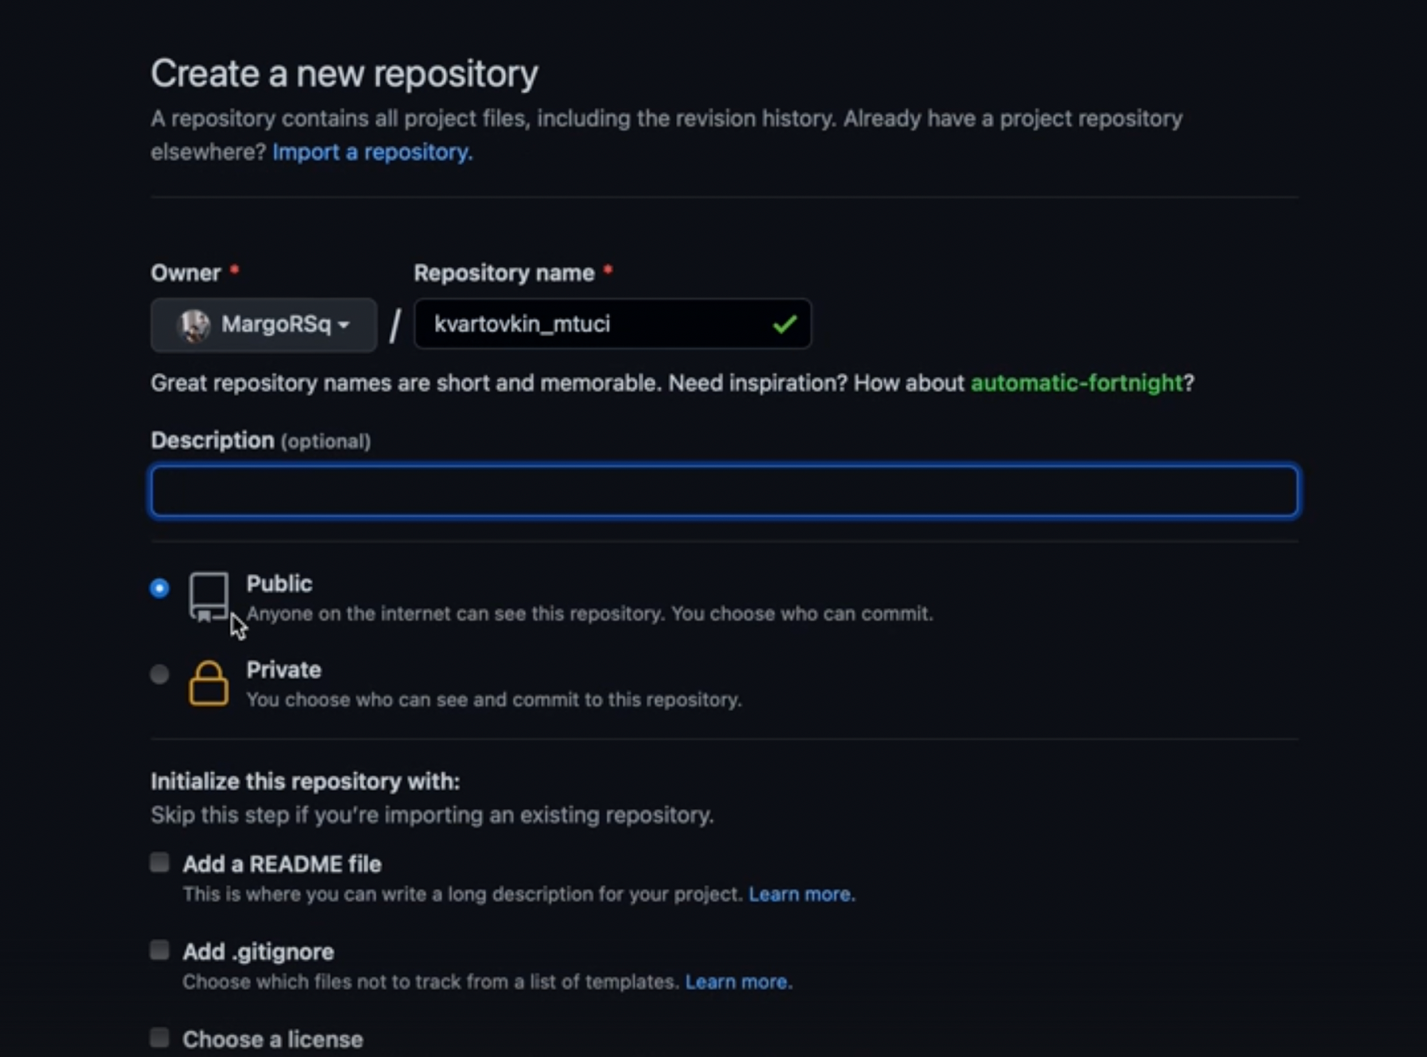 Create a new repository
A repository contains all project files, including the revision history. Already have a project repository
elsewhere? Import a repository.
Owner * Repository name *
MargoRSq / kvartovkin_mtuci
Great repository names are short and memorable. Need inspiration? How about automatic-fortnight?
Description (optional)
Public
Anyone on the internet can see this repository. You choose who can commit.
Private
You choose who can see and commit to this repository.
Initialize this repository with:
Skip this step if you're importing an existing repository.
Add a README file
This is where you can write a long description for your project. Learn more.
Add .gitignore
Choose which files not to track from a list of templates. Learn more.
Choose a license